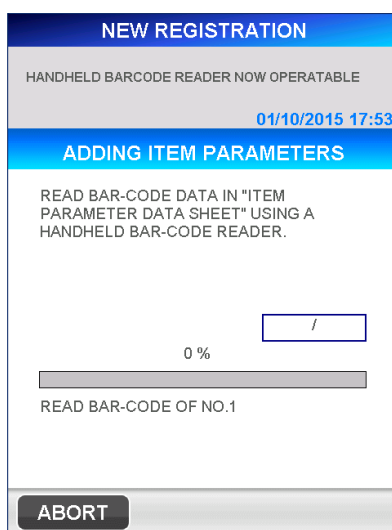 NEW REGISTRATION
HANDHELD BARCODE READER NOW OPERATABLE
01/10/2015 17:53
ADDING ITEM PARAMETERS
READ BAR-CODE DATA IN "ITEM
PARAMETER DATA SHEET" USING A
HANDHELD BAR-CODE READER.
/
0 %
READ BAR-CODE OF NO.1
ABORT